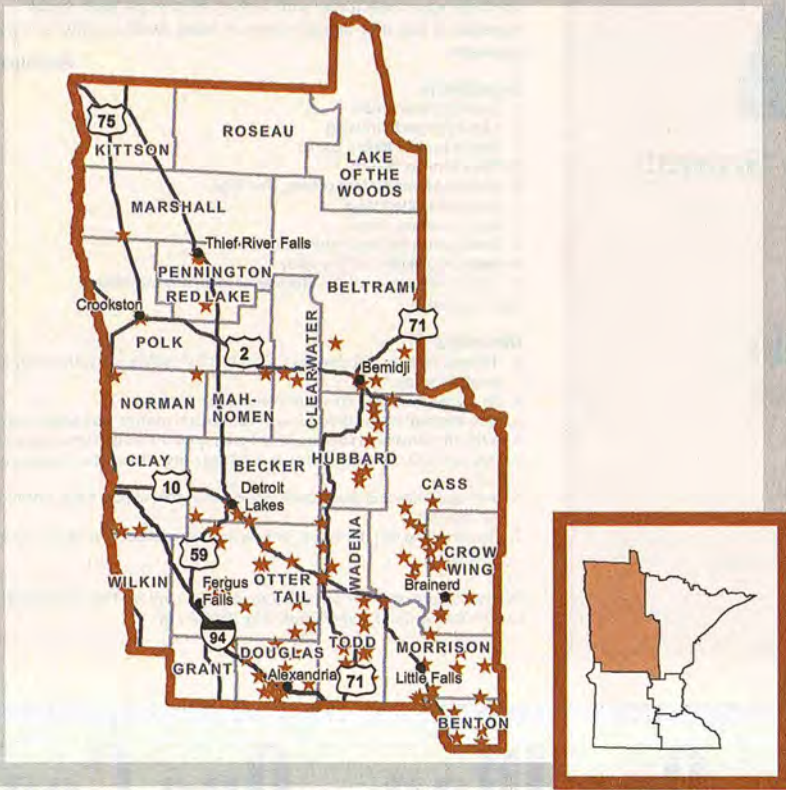 75
KITTSON
ROSEAU
LAKE
OF THE
WOODS
MARSHALL
Thief River Falls
PENNINGTON
RED LAKE
BELTRAMI
Crookston
71
POLK
2
CLEARWATER
Bemidji
NORMAN
MAH-
NOMEN
CLAY
BECKER
HUBBARD
CASS
10
Detroit
Lakes
WADENA
59
CROW
WING
WILKIN
Fergus
Falls
OTTER
TAIL
Brainerd
94
TODD
MORRISON
DOUGLAS
GRANT
Alexandria
71
Little Falls
BENTON